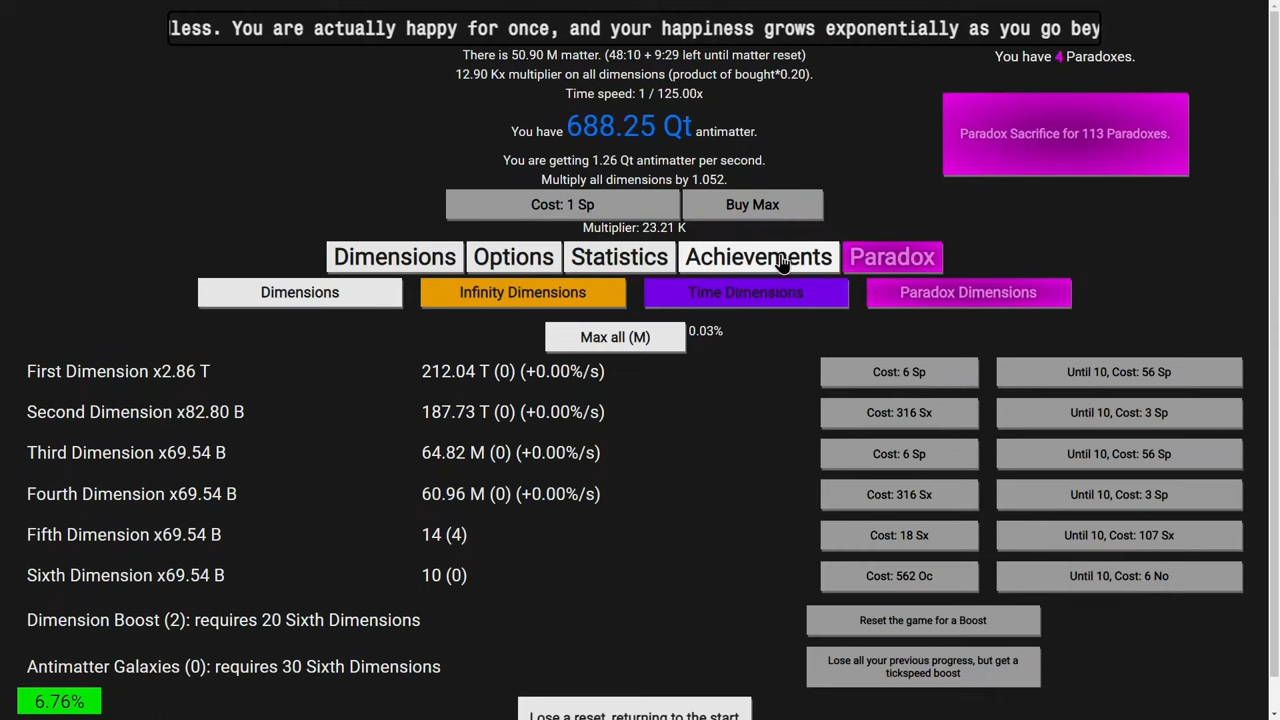 less. You are actually happy for once, and your happiness grows exponentially as you go bey
There is 50.90 M matter. (48:10 + 9:29 left until matter reset)
You have 4 Paradoxes.
12.90 Kx multiplier on all dimensions (product of bought*0.20).
Time speed: 1 / 125.00x
You have 688.25 Qt antimatter.
Paradox Sacrifice for 113 Paradoxes.
You are getting 1.26 Qt antimatter per second.
Multiply all dimensions by 1.052.
Cost: 1 Sp Buy Max
Multiplier: 23.21 K
Dimensions Options Statistics Achievements Paradox
Dimensions Infinity Dimensions Time Dimensions Paradox Dimensions
Max all (M) 0.03%
First Dimension x2.86 T 212.04 T (0) (+0.00%/s) Cost: 6 Sp Until 10, Cost: 56 Sp
Second Dimension x82.80 B 187.73 T (0) (+0.00%/s) Cost: 316 Sx Until 10, Cost: 3 Sp
Third Dimension x69.54 B 64.82 M (0) (+0.00%/s) Cost: 6 Sp Until 10, Cost: 56 Sp
Fourth Dimension x69.54 B 60.96 M (0) (+0.00%/s) Cost: 316 Sx Until 10, Cost: 3 Sp
Fifth Dimension x69.54 B 14 (4) Cost: 18 Sx Until 10, Cost: 107 Sx
Sixth Dimension x69.54 B 10 (0) Cost: 562 Oc Until 10, Cost: 6 No
Dimension Boost (2): requires 20 Sixth Dimensions Reset the game for a Boost
Antimatter Galaxies (0): requires 30 Sixth Dimensions Lose all your previous progress, but get a
tickspeed boost
6.76%
Lose a reset, returning to the start